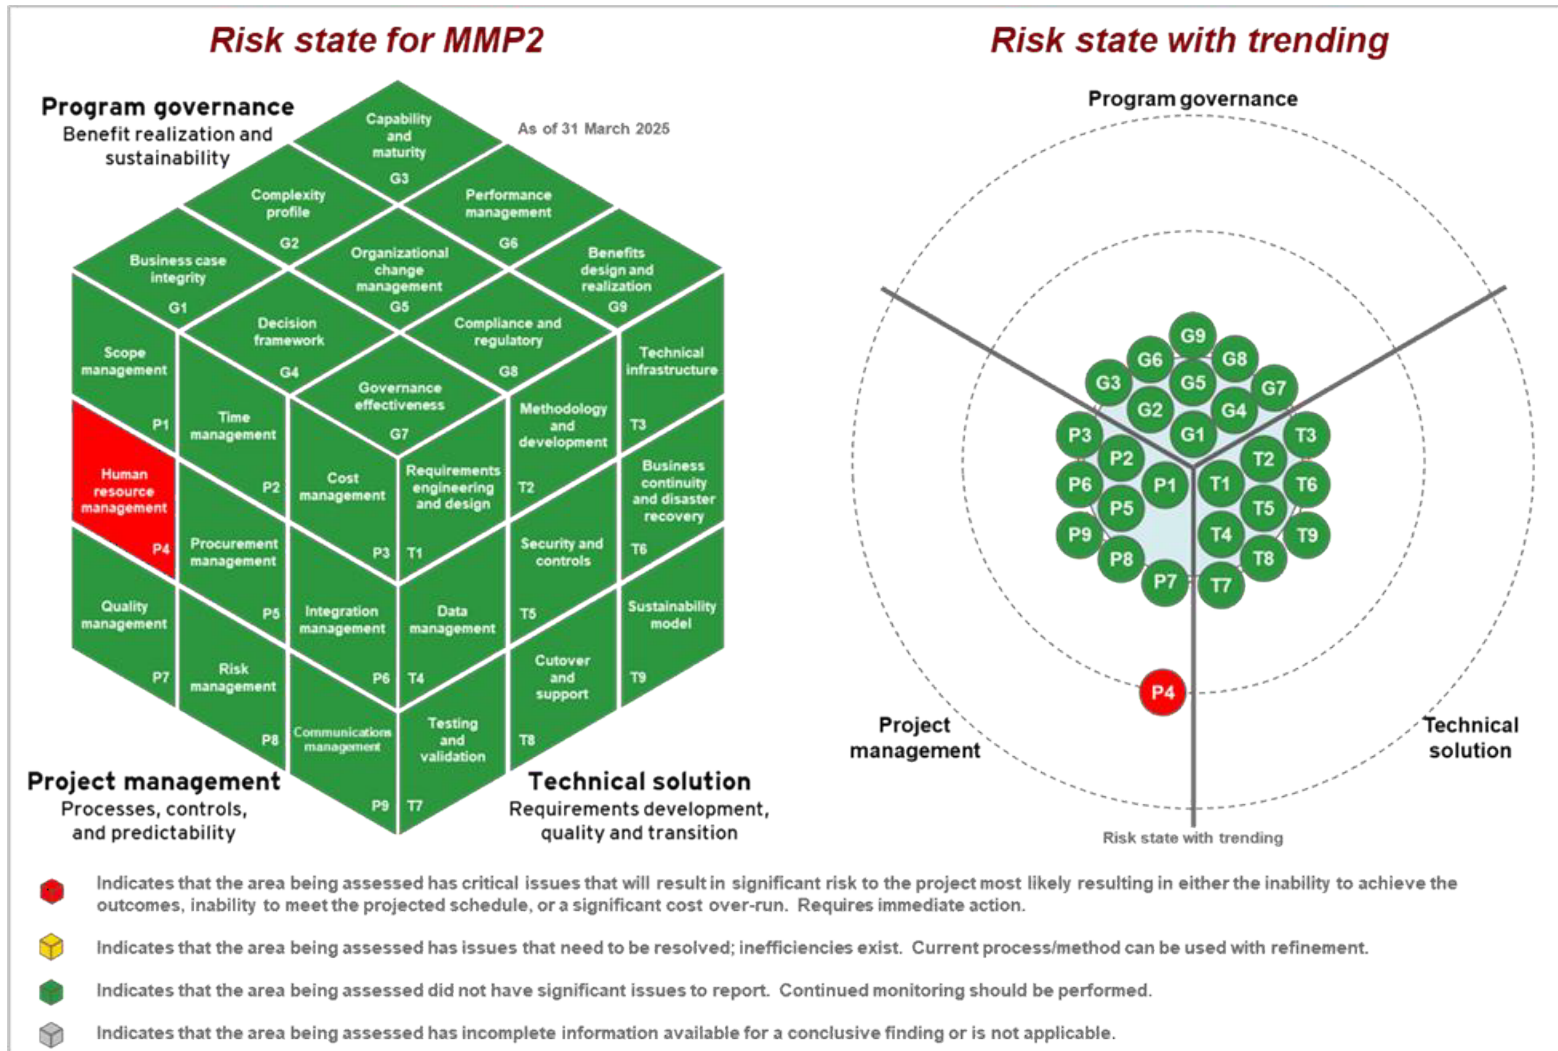 Risk state for MMP2
Program governance
Benefit realization and
sustainability
As of 31 March 2025
Capability
and
maturity
G3
Complexity
profile
G2
Performance
management
G6
Business case
integrity
G1
Organizational
change
management
G5
Benefits
design and
realization
G9
Decision
framework
G4
Compliance and
regulatory
G8
Governance
effectiveness
G7
Scope
management
P1
Time
management
P2
Cost
management
P3
Human
resource
management
P4
Procurement
management
P5
Integration
management
P6
Quality
management
P7
Risk
management
P8
Communications
management
P9
Requirements
engineering
and design
T1
Methodology
and
development
T2
Technical
infrastructure
T3
Data
management
T4
Security and
controls
T5
Business
continuity
and disaster
recovery
T6
Testing
and
validation
T7
Cutover
and
support
T8
Sustainability
model
T9
Project management
Processes, controls,
and predictability
Technical solution
Requirements development,
quality and transition
Risk state with trending
Program governance
G9
G6
G8
G3
G5
G7
G2
G4
G1
P3
P2
P6
P1
P5
P9
P8
P7
P4
T3
T2
T1
T6
T5
T4
T9
T8
T7
Project
management
Technical
solution
Risk state with trending
Indicates that the area being assessed has critical issues that will result in significant risk to the project most likely resulting in either the inability to achieve the
outcomes, inability to meet the projected schedule, or a significant cost over-run. Requires immediate action.
Indicates that the area being assessed has issues that need to be resolved; inefficiencies exist. Current process/method can be used with refinement.
Indicates that the area being assessed did not have significant issues to report. Continued monitoring should be performed.
Indicates that the area being assessed has incomplete information available for a conclusive finding or is not applicable.